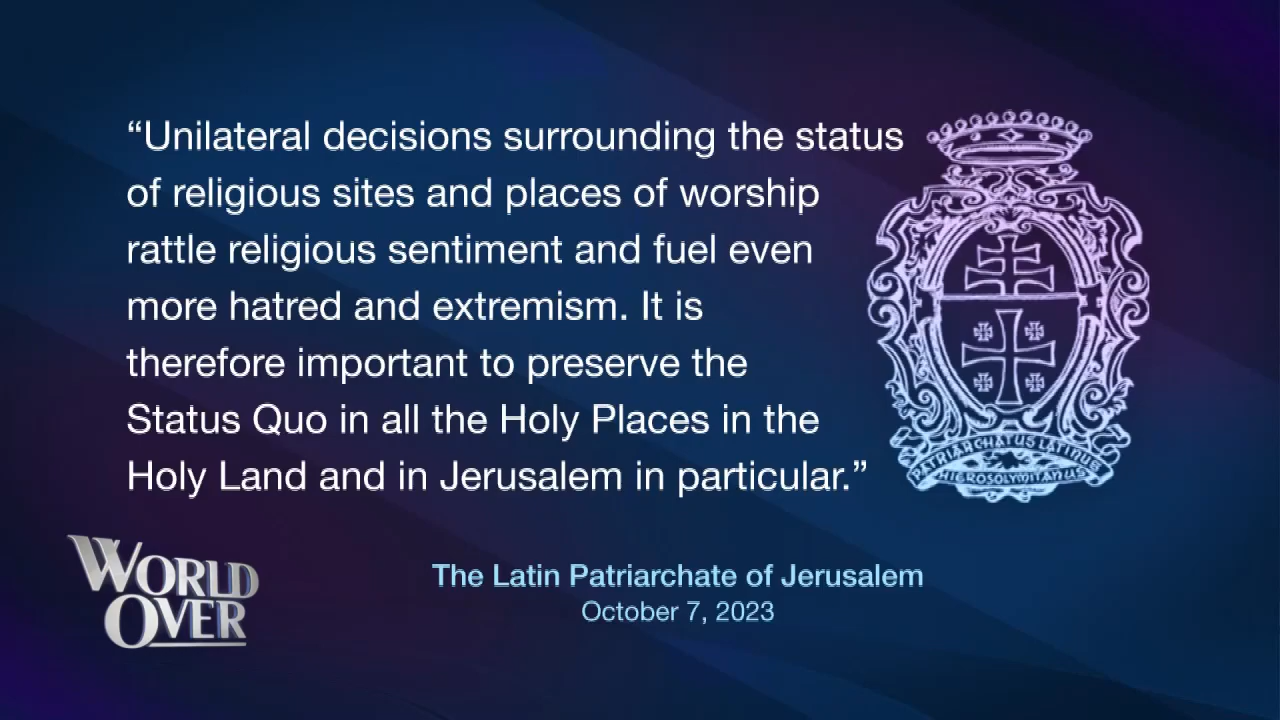 “Unilateral decisions surrounding the status
of religious sites and places of worship
rattle religious sentiment and fuel even
more hatred and extremism. It is
therefore important to preserve the
Status Quo in all the Holy Places in the
Holy Land and in Jerusalem in particular.”
PATRIARCHATUS LATINUS
HIEROSOLYMITANUS
WORLD
OVER
The Latin Patriarchate of Jerusalem
October 7, 2023